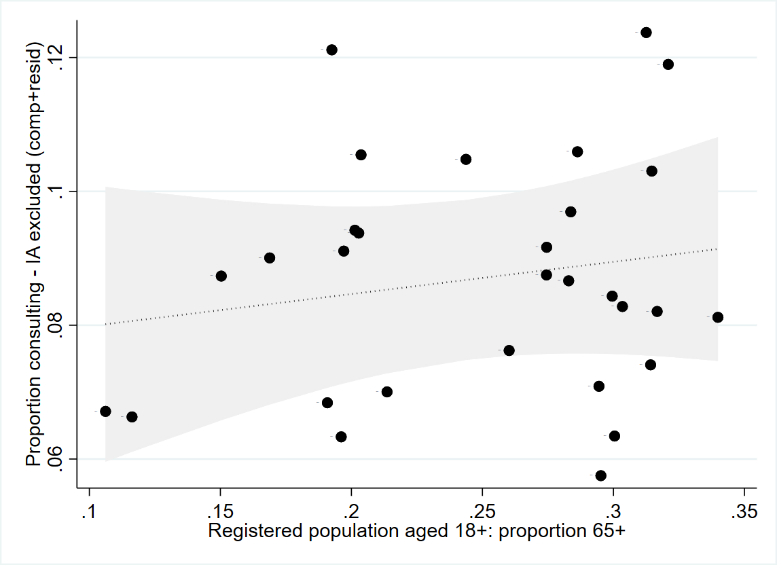 Proportion consulting - IA excluded (comp+resid)
.12
.1
.08
.06
.1 .15 .2 .25 .3 .35
Registered population aged 18+: proportion 65+